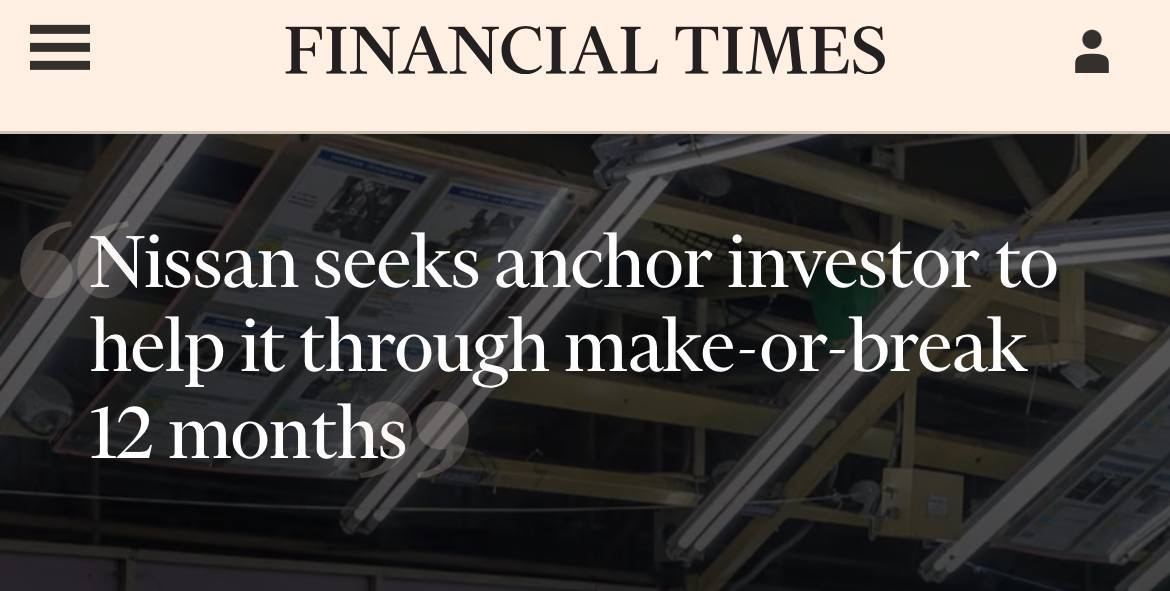 FINANCIAL TIMES
“Nissan seeks anchor investor to
help it through make-or-break
12 months”